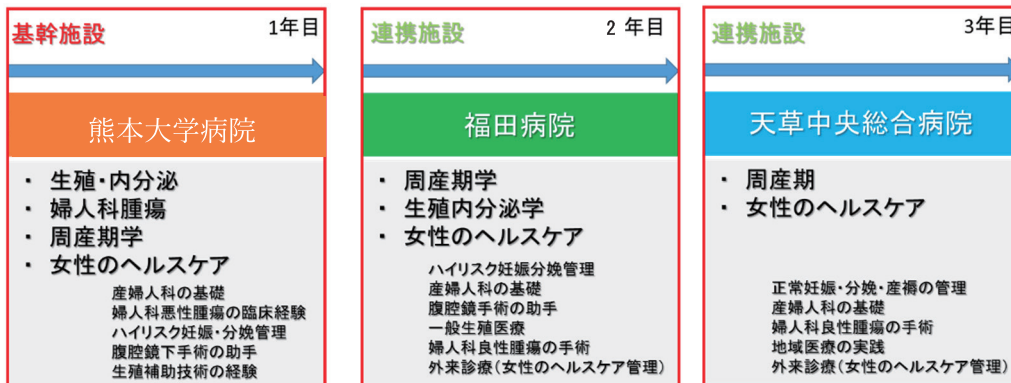 基幹施設 1年目
熊本大学病院
・ 生殖・内分泌
・ 婦人科腫瘍
・ 周産期学
・ 女性のヘルスケア
産婦人科の基礎
婦人科悪性腫瘍の臨床経験
ハイリスク妊娠・分娩管理
腹腔鏡下手術の助手
生殖補助技術の経験
連携施設 2 年目
福田病院
・ 周産期学
・ 生殖内分泌学
・ 女性のヘルスケア
ハイリスク妊娠分娩管理
産婦人科の基礎
腹腔鏡手術の助手
一般生殖医療
婦人科良性腫瘍の手術
外来診療(女性のヘルスケア管理)
連携施設 3年目
天草中央総合病院
・ 周産期
・ 女性のヘルスケア
正常妊娠・分娩・産褥の管理
産婦人科の基礎
婦人科良性腫瘍の手術
地域医療の実践
外来診療(女性のヘルスケア管理)